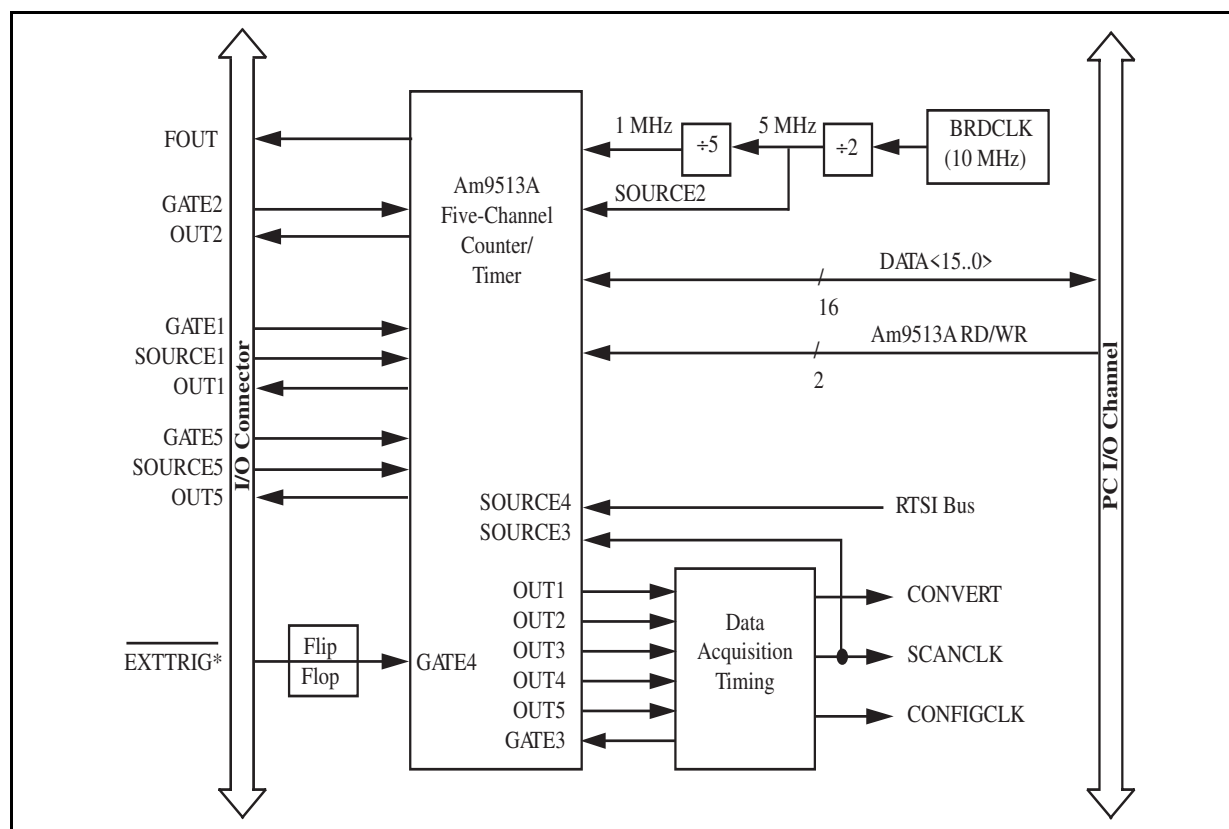 FOUT
GATE2
OUT2
GATE1
SOURCE1
OUT1
GATE5
SOURCE5
OUT5
EXTTRIG*
I/O Connector
Flip
Flop
Am9513A
Five-Channel
Counter/
Timer
GATE4
SOURCE4
SOURCE3
OUT1
OUT2
OUT3
OUT4
OUT5
GATE3
1 MHz
÷5
5 MHz
÷2
BRDCLK
(10 MHz)
SOURCE2
DATA<15..0>
16
Am9513A RD/WR
2
RTSI Bus
Data
Acquisition
Timing
CONVERT
SCANCLK
CONFIGCLK
PC I/O Channel